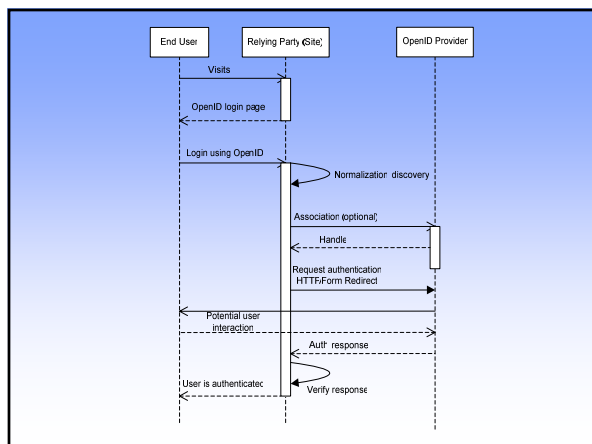 End User
Relying Party (Site)
OpenID Provider
Visits
OpenID login page
Login using OpenID
Normalization discovery
Association (optional)
Handle
Request authentication
HTTP/Form Redirect
Potential user
interaction
Auth response
User is authenticated
Verify response